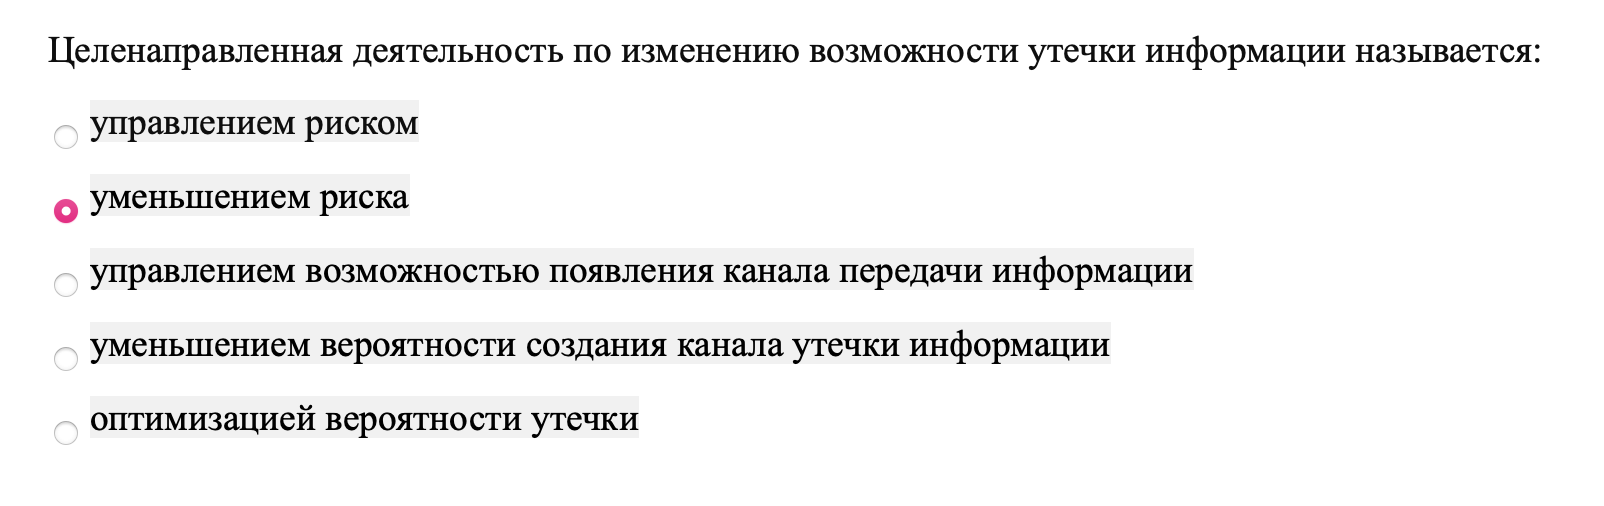 Целенаправленная деятельность по изменению возможности утечки информации называется:
управлением риском
уменьшением риска
управлением возможностью появления канала передачи информации
уменьшением вероятности создания канала утечки информации
оптимизацией вероятности утечки